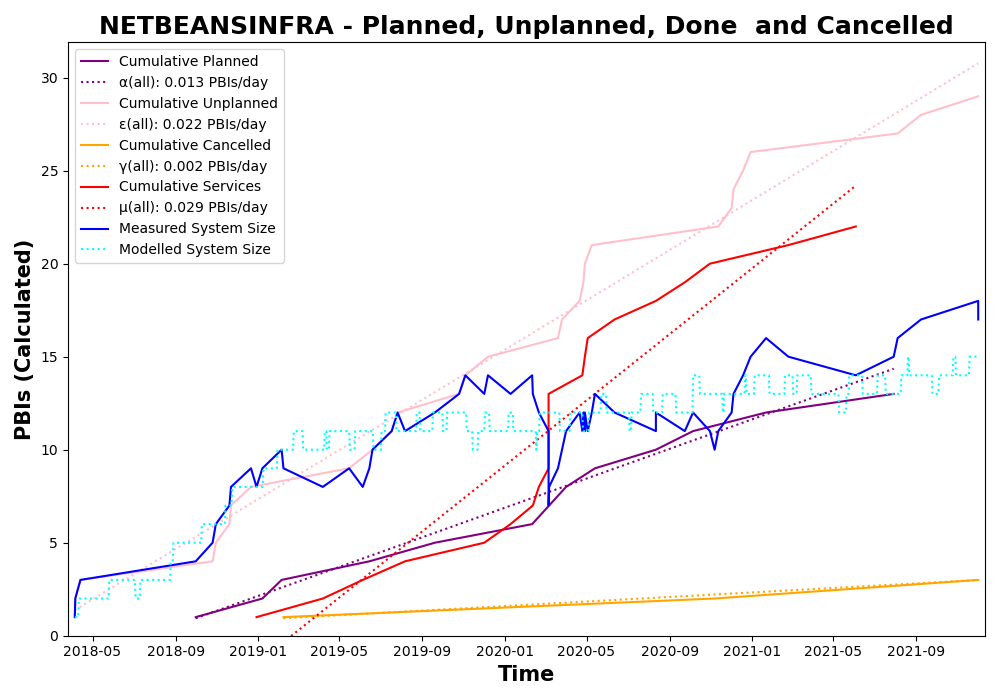 NETBEANSINFRA - Planned, Unplanned, Done  and Cancelled
Cumulative Planned
α(all): 0.013 PBIs/day
Cumulative Unplanned
ε(all): 0.022 PBIs/day
Cumulative Cancelled
γ(all): 0.002 PBIs/day
Cumulative Services
μ(all): 0.029 PBIs/day
Measured System Size
Modelled System Size
PBIs (Calculated)
30
25
20
15
10
5
0
2018-05 2018-09 2019-01 2019-05 2019-09 2020-01 2020-05 2020-09 2021-01 2021-05 2021-09
Time